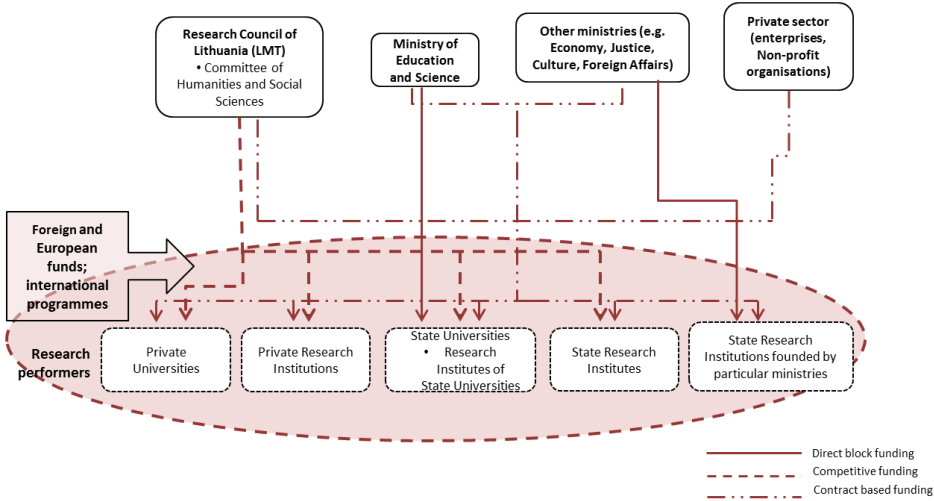 Research Council of
Lithuania (LMT)
• Committee of
Humanities and Social
Sciences
Ministry of
Education
and Science
Other ministries (e.g.
Economy, Justice,
Culture, Foreign Affairs)
Private sector
(enterprises,
Non-profit
organisations)
Foreign and
European
funds;
international
programmes
Research
performers
Private
Universities
Private Research
Institutions
State Universities
• Research
Institutes of
State Universities
State Research
Institutes
State Research
Institutions founded by
particular ministries
Direct block funding
Competitive funding
Contract based funding